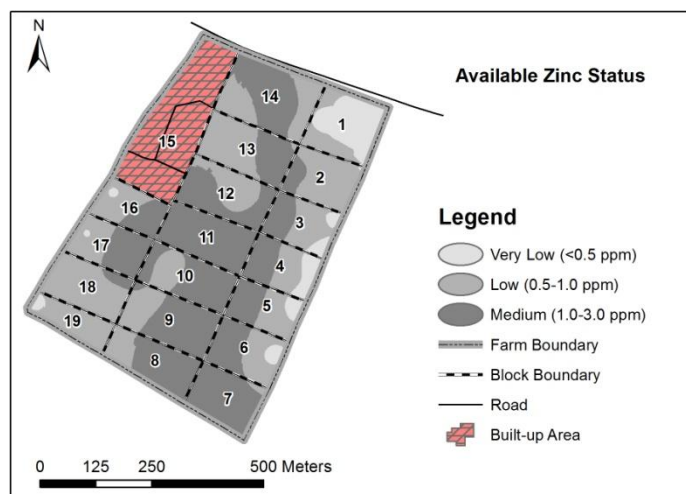 N
Available Zinc Status
14
1
15
13
2
12
16
3
11
17
4
10
18
5
9
19
6
8
7
Legend
Very Low (<0.5 ppm)
Low (0.5-1.0 ppm)
Medium (1.0-3.0 ppm)
Farm Boundary
Block Boundary
Road
Built-up Area
0 125 250 500 Meters